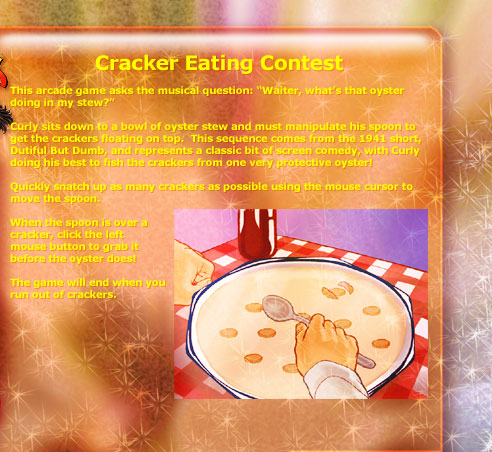 Cracker Eating Contest
This arcade game asks the musical question: "Waiter, what's that oyster
doing in my stew?"
Curly sits down to a bowl of oyster stew and must manipulate his spoon to
get the crackers floating on top. This sequence comes from the 1941 short,
Dutiful But Dumb, and represents a classic bit of screen comedy, with Curly
doing his best to fish the crackers from one very protective oyster!
Quickly snatch up as many crackers as possible using the mouse cursor to
move the spoon.
When the spoon is over a
cracker, click the left
mouse button to grab it
before the oyster does!
The game will end when you
run out of crackers.